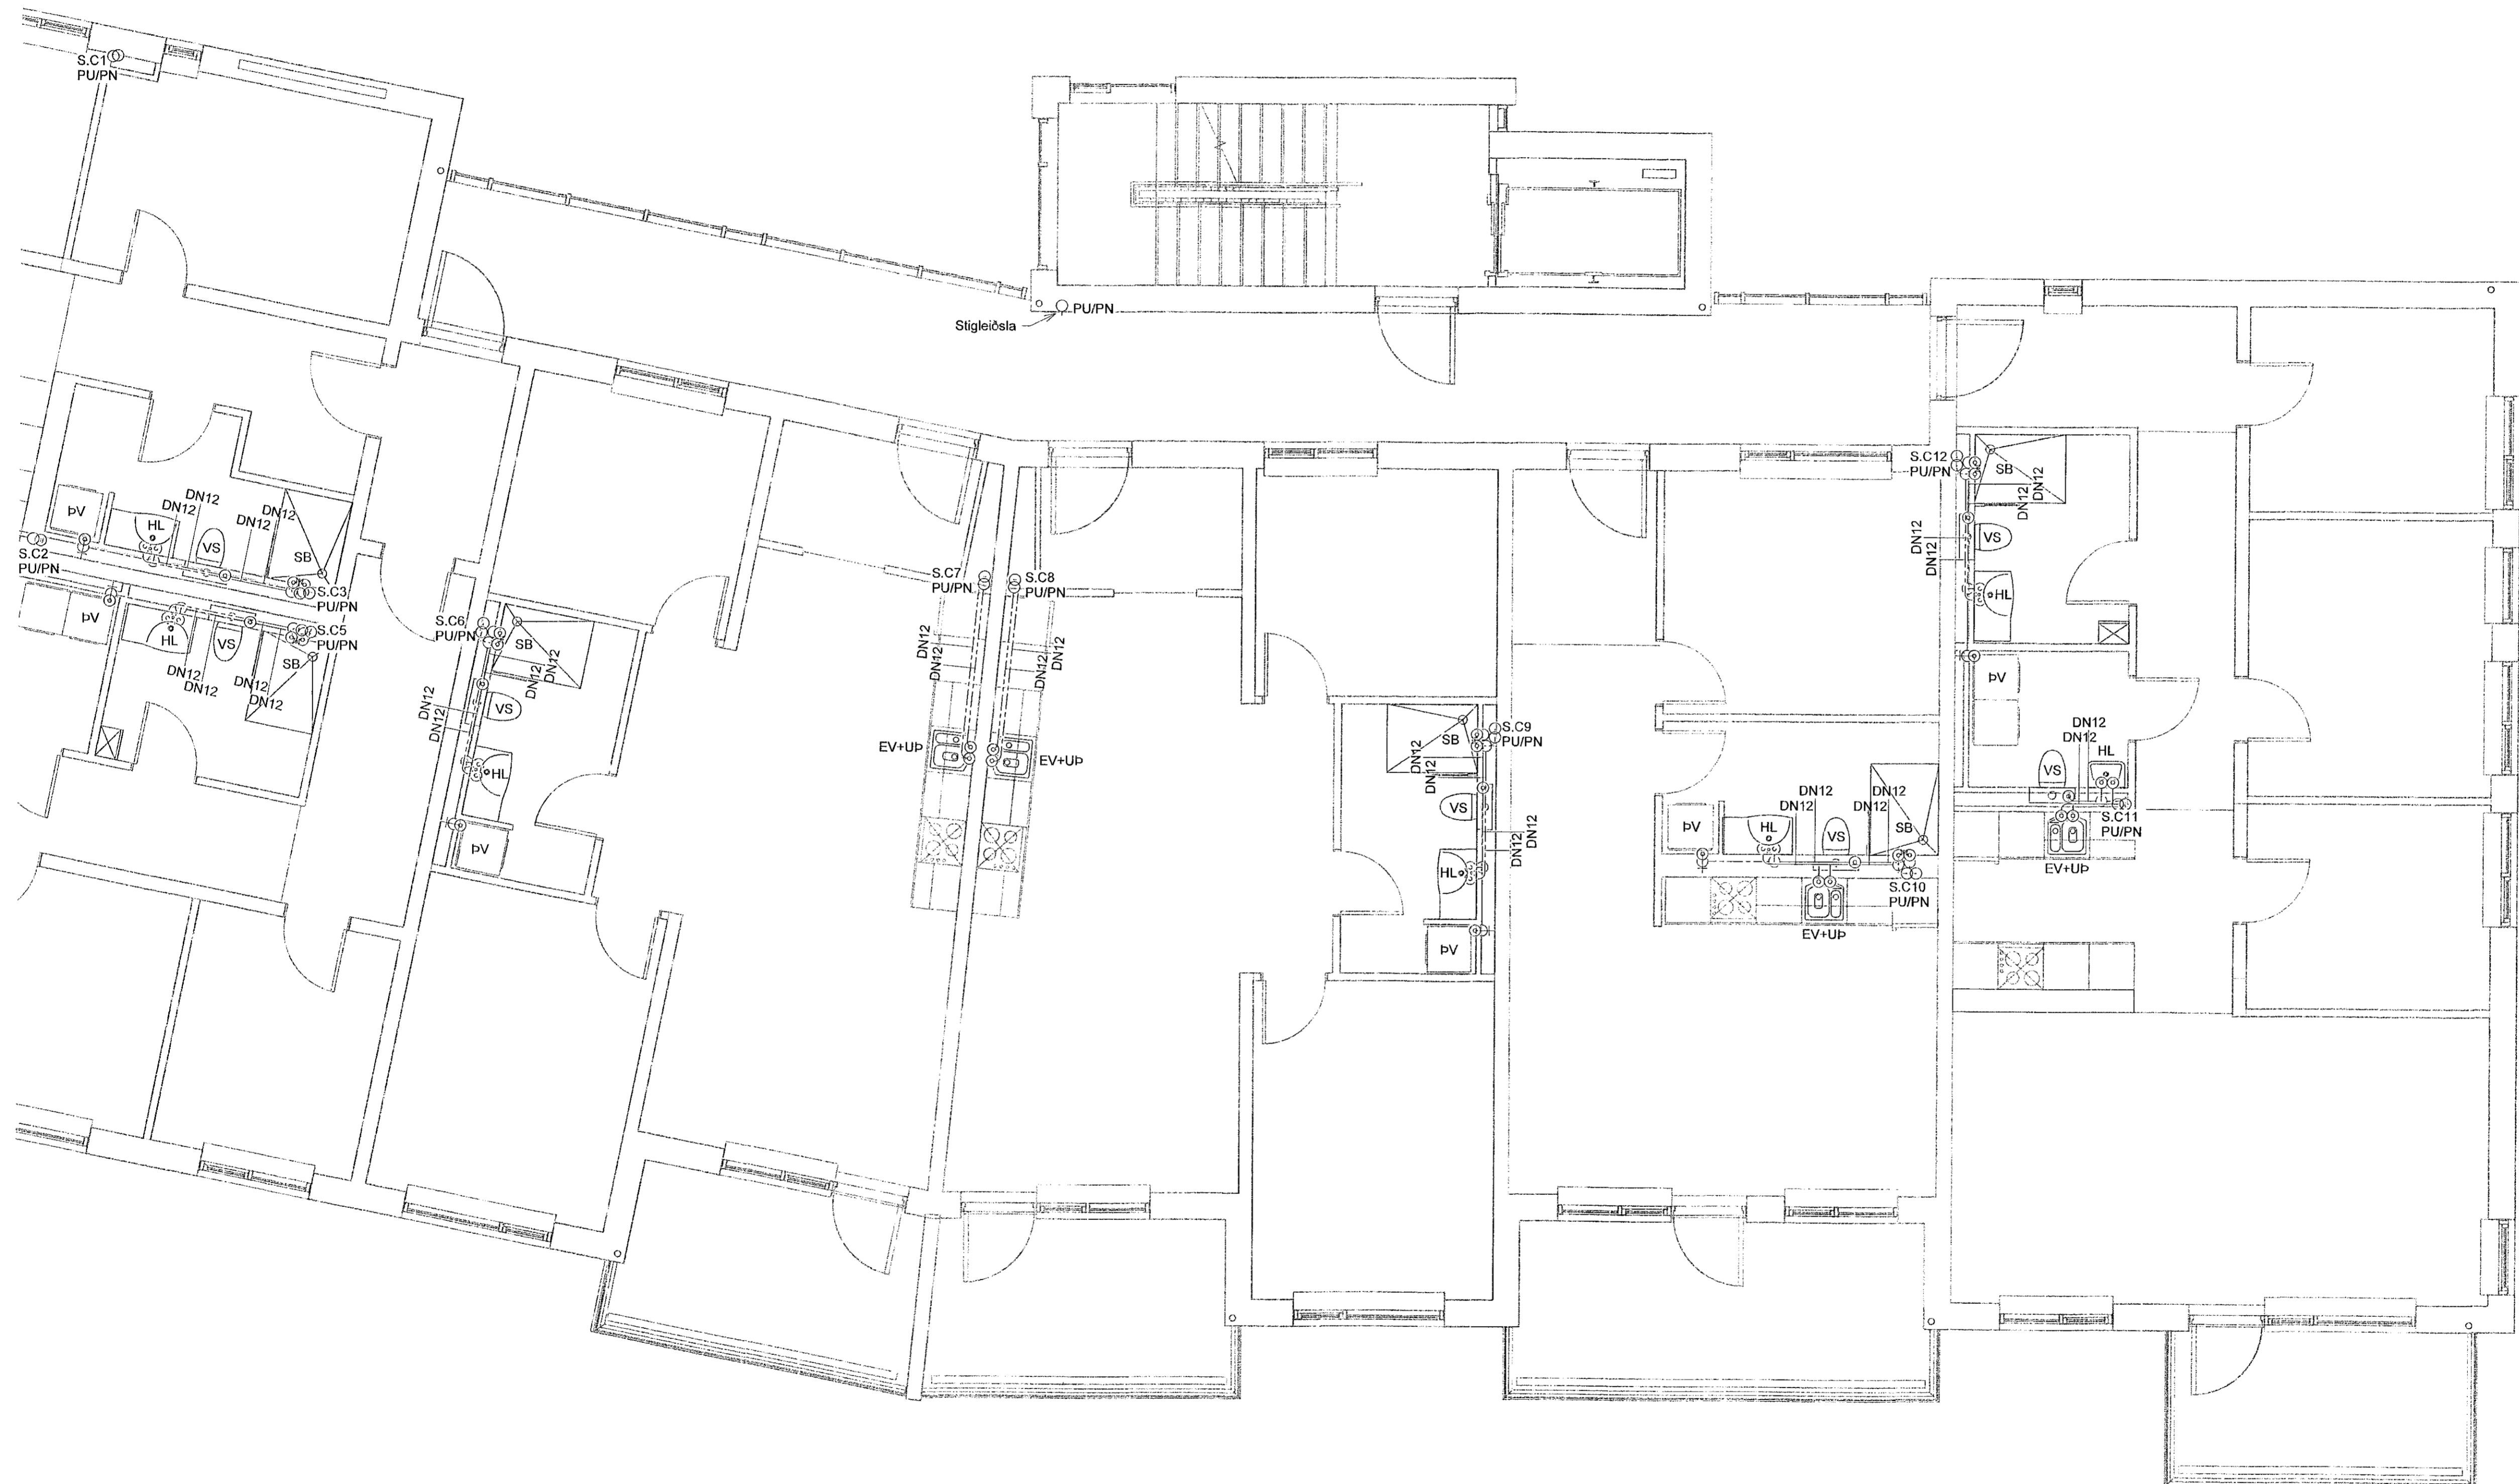 S.C1
PU/PN
Stigleiðsla
PU/PN
ÞV
HL
DN12
DN12
VS
DN12
DN12
SB
S.C2
PU/PN
S.C3
PU/PN
ÞV
HL
VS
SB
DN12
DN12
DN12
DN12
S.C5
PU/PN
S.C6
PU/PN
SB
DN12
DN12
DN12
DN12
VS
HL
ÞV
S.C7
PU/PN
DN12
DN12
EV+UÞ
S.C8
PU/PN
DN12
DN12
EV+UÞ
S.C9
PU/PN
SB
DN12
DN12
VS
DN12
DN12
HL
ÞV
ÞV
HL
DN12
DN12
VS
DN12
DN12
SB
S.C10
PU/PN
EV+UÞ
S.C12
PU/PN
SB
DN12
DN12
DN12
DN12
VS
HL
ÞV
DN12
DN12
HL
VS
S.C11
PU/PN
EV+UÞ